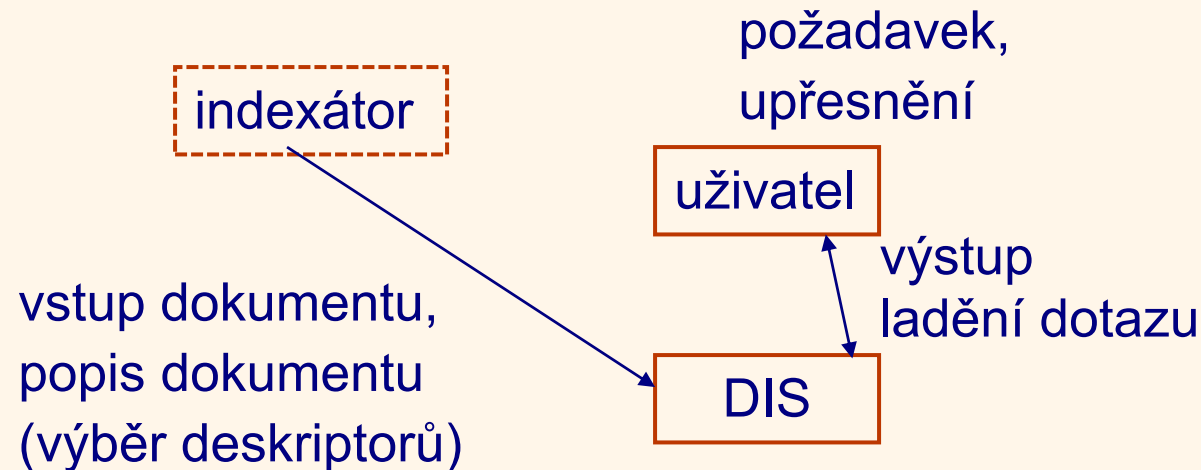 požadavek,
upřesnění
indexátor
uživatel
výstup
ladění dotazu
vstup dokumentu,
popis dokumentu
(výběr deskriptorů)
DIS